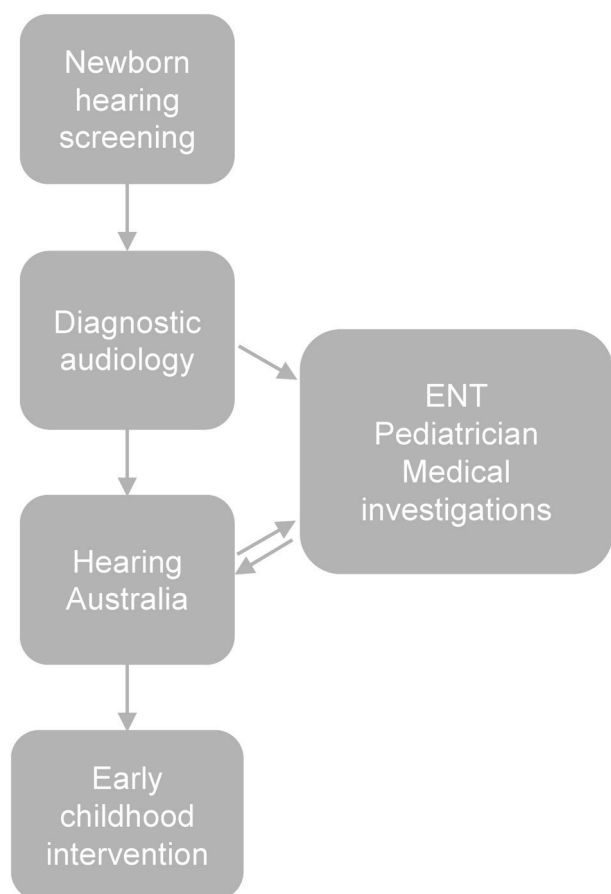 Newborn
hearing
screening
Diagnostic
audiology
ENT
Pediatrician
Medical
investigations
Hearing
Australia
Early
childhood
intervention